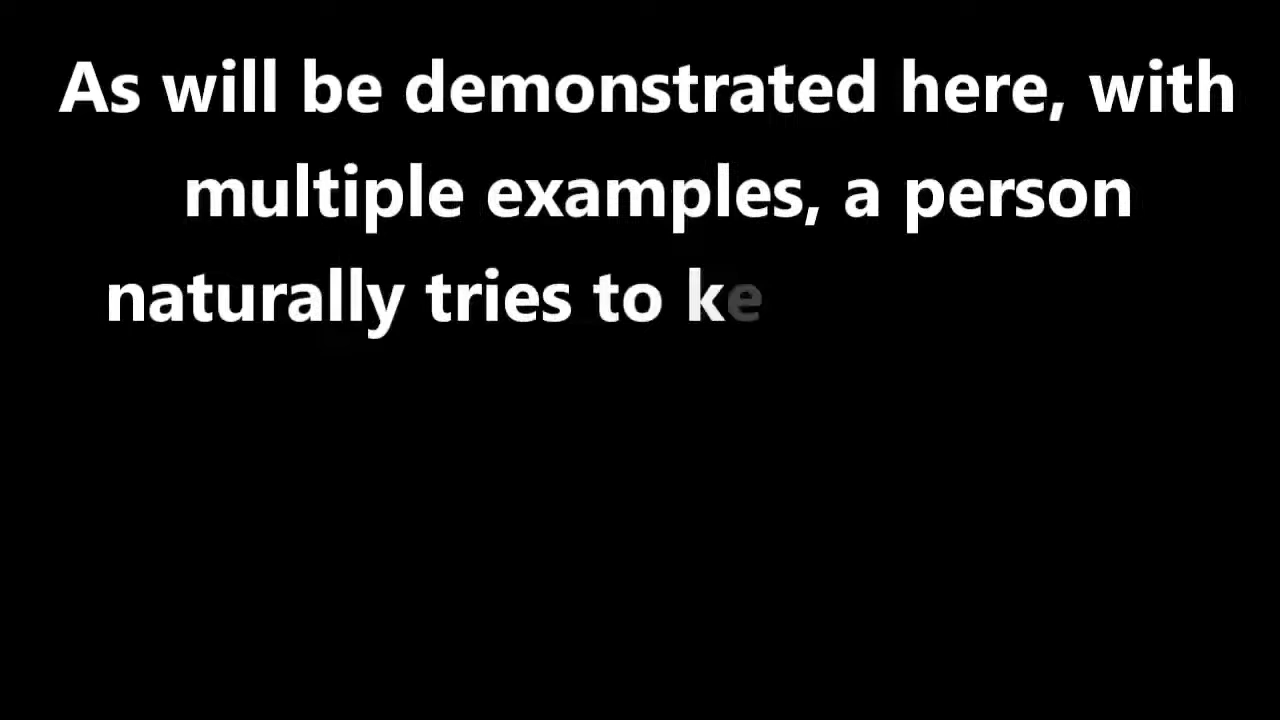 As will be demonstrated here, with
multiple examples, a person
naturally tries to ke